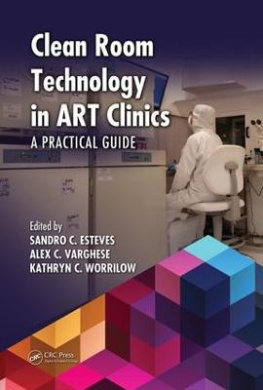 Clean Room
Technology
in ART Clinics
A PRACTICAL GUIDE
Edited by
SANDRO C. ESTEVES
ALEX C. VARGHESE
KATHRYN C. WORRILOW
CRC Press